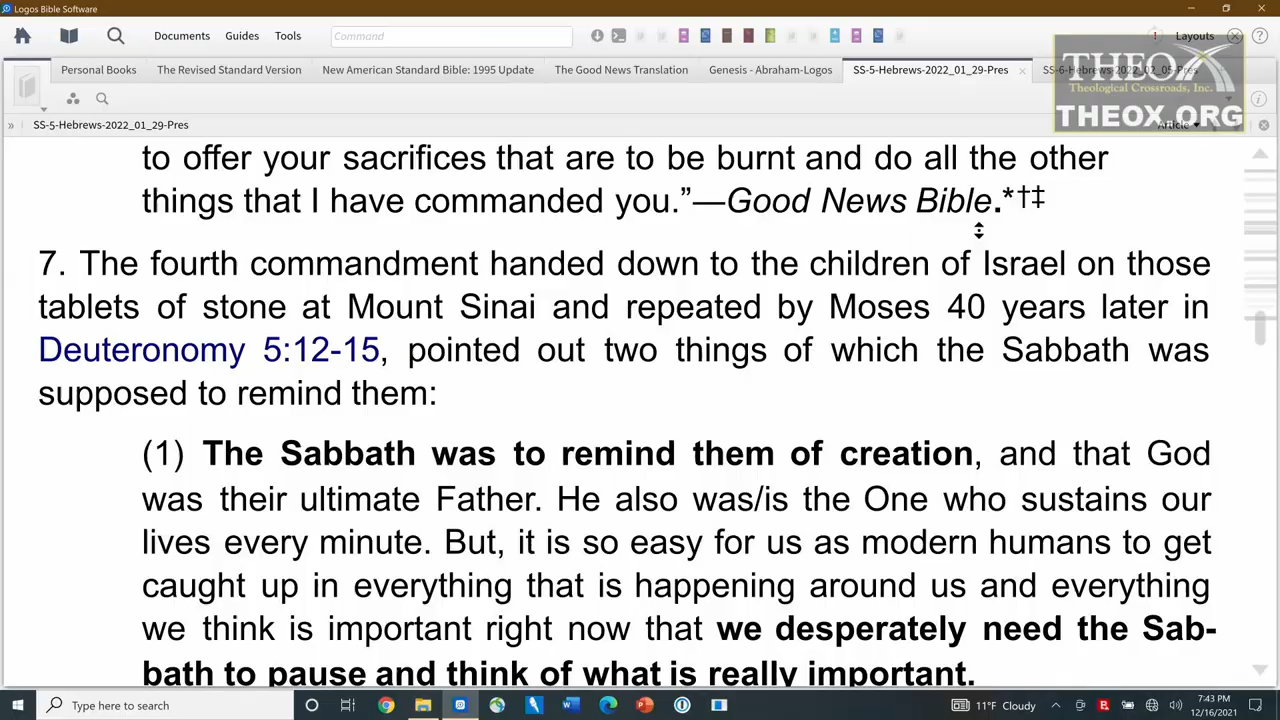 Logos Bible Software
Documents Guides Tools Command Layouts
Personal Books The Revised Standard Version The Good News Translation Genesis - Abraham-Logos SS-5-Hebrews-2022_01_29-Pres SS-6-Hebrews-2022_02_05-Pres
THEOX
Theological Crossroads, Inc.
THEOX.ORG
SS-5-Hebrews-2022_01_29-Pres Article
to offer your sacrifices that are to be burnt and do all the other
things that I have commanded you.”—Good News Bible.*†‡
7. The fourth commandment handed down to the children of Israel on those
tablets of stone at Mount Sinai and repeated by Moses 40 years later in
Deuteronomy 5:12-15, pointed out two things of which the Sabbath was
supposed to remind them:
(1) The Sabbath was to remind them of creation, and that God
was their ultimate Father. He also was/is the One who sustains our
lives every minute. But, it is so easy for us as modern humans to get
caught up in everything that is happening around us and everything
we think is important right now that we desperately need the Sab-
bath to pause and think of what is really important.
Type here to search 11°F Cloudy 7:43 PM
12/16/2021